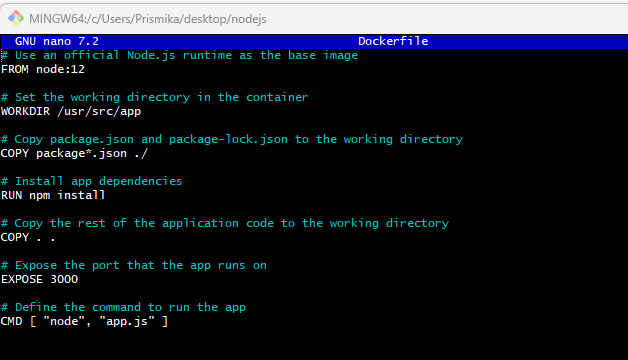 MINGW64:/c/Users/Prismika/desktop/nodejs
GNU nano 7.2 Dockerfile
# Use an official Node.js runtime as the base image
FROM node:12
# Set the working directory in the container
WORKDIR /usr/src/app
# Copy package.json and package-lock.json to the working directory
COPY package*.json ./
# Install app dependencies
RUN npm install
# Copy the rest of the application code to the working directory
COPY . .
# Expose the port that the app runs on
EXPOSE 3000
# Define the command to run the app
CMD [ "node", "app.js" ]